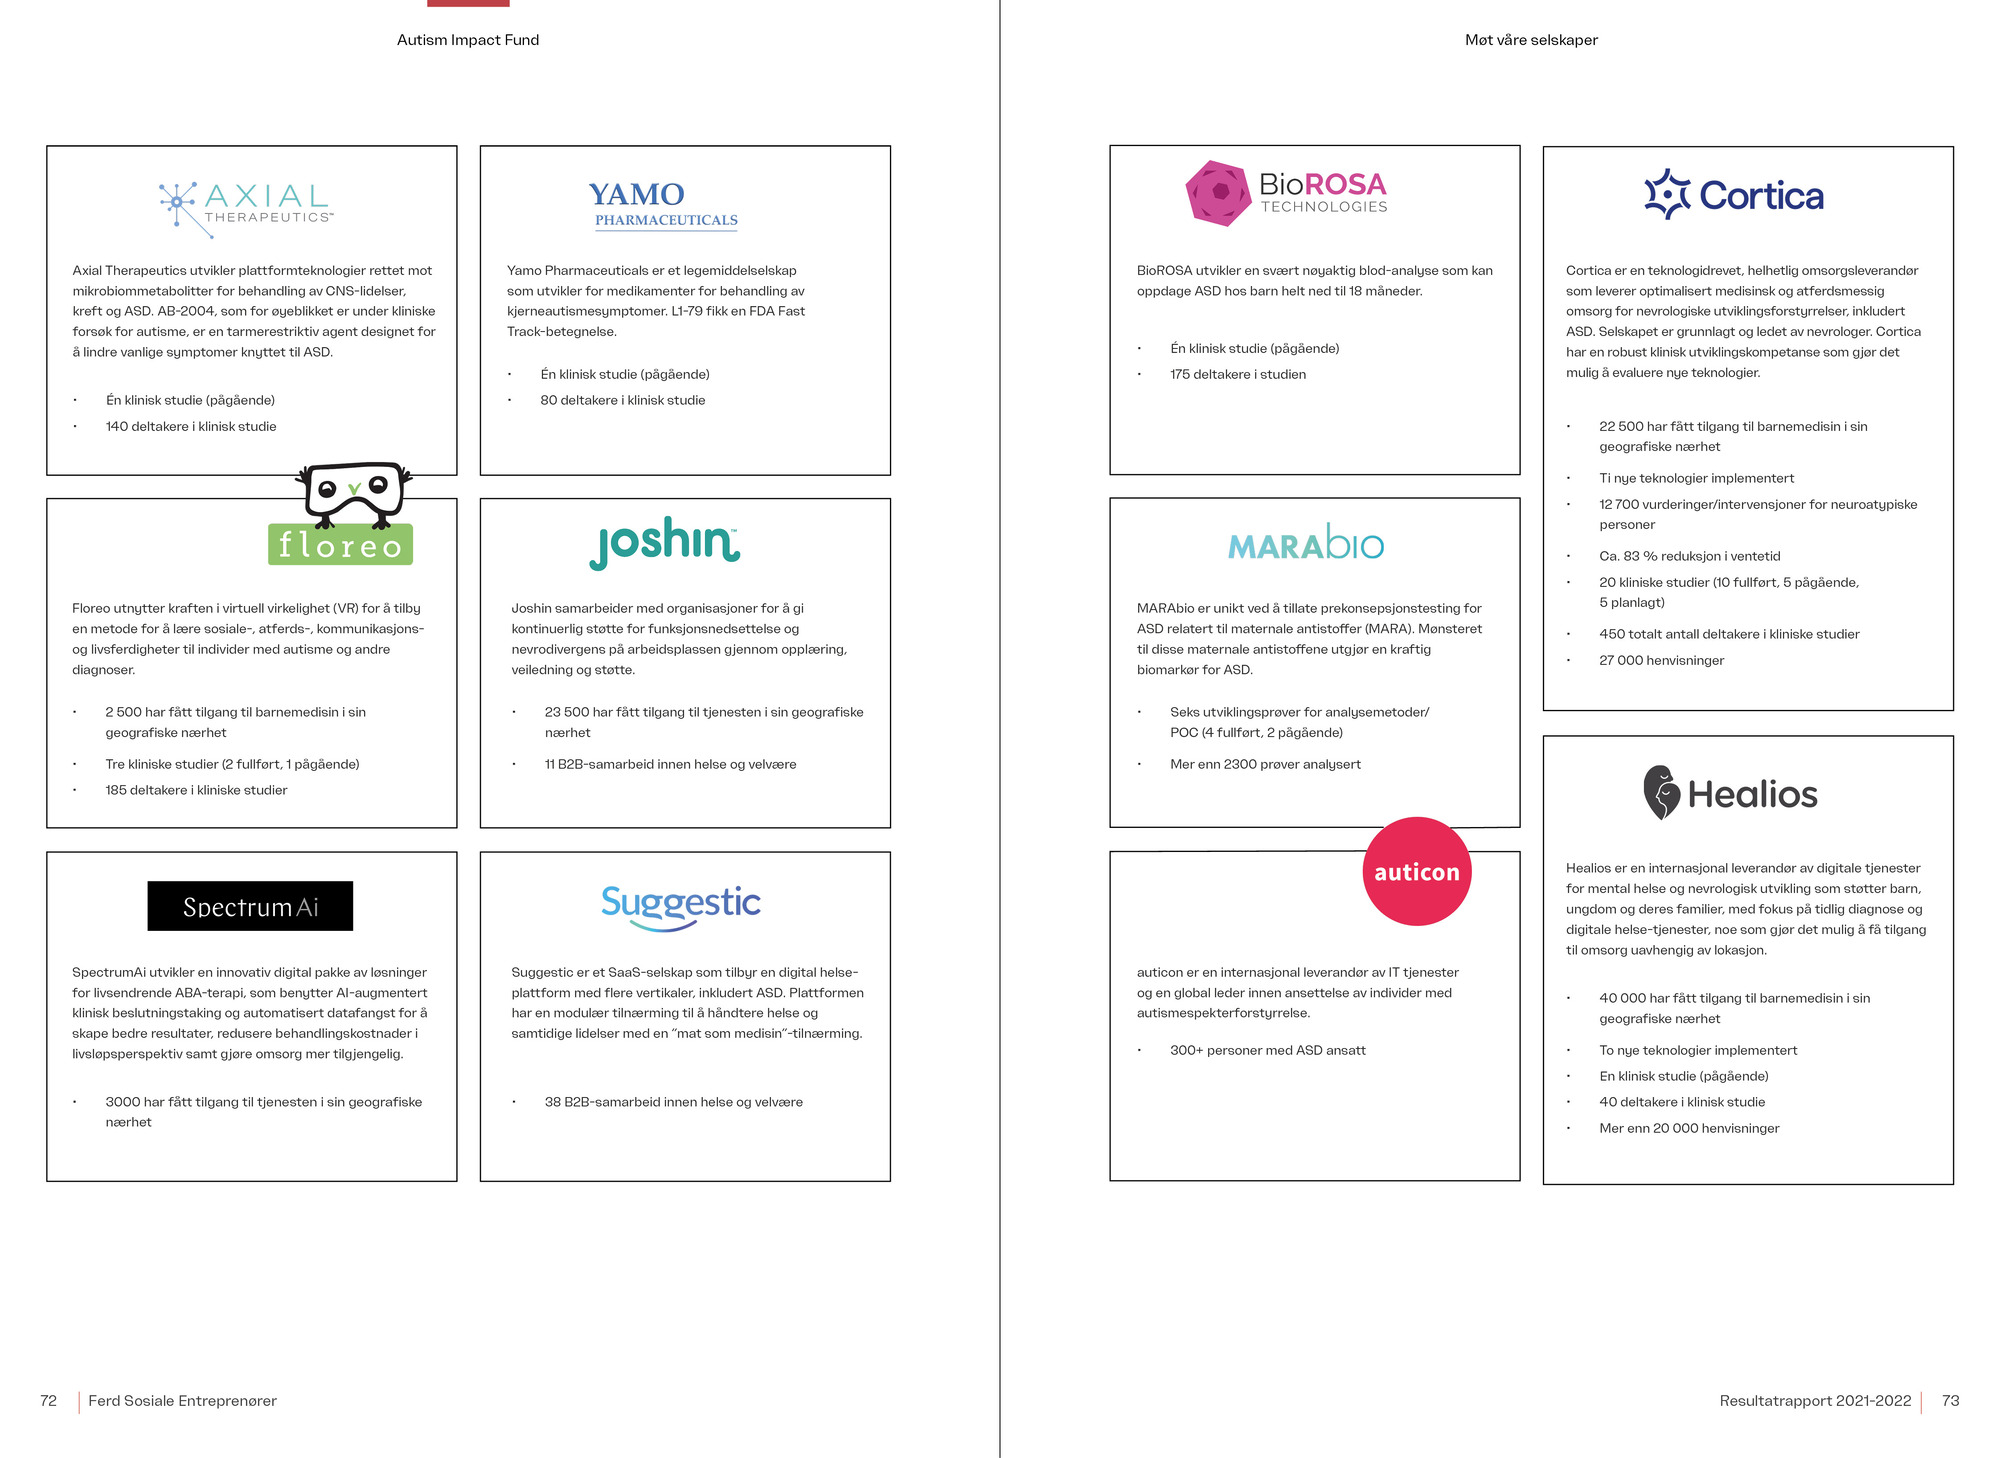 Autism Impact Fund
AXIAL
THERAPEUTICS™
Axial Therapeutics utvikler plattformteknologier rettet mot
mikrobiommetabolitter for behandling av CNS-lidelser,
kreft og ASD. AB-2004, som for øyeblikket er under kliniske
forsøk for autisme, er en tarmerestriktiv agent designet for
å lindre vanlige symptomer knyttet til ASD.
• Én klinisk studie (pågående)
• 140 deltakere i klinisk studie
YAMO
PHARMACEUTICALS
Yamo Pharmaceuticals er et legemiddelselskap
som utvikler for medikamenter for behandling av
kjerneautismesymptomer. L1-79 fikk en FDA Fast
Track-betegnelse.
• Én klinisk studie (pågående)
• 80 deltakere i klinisk studie
floreo
Floreo utnytter kraften i virtuell virkelighet (VR) for å tilby
en metode for å lære sosiale-, atferds-, kommunikasjons-
og livsferdigheter til individer med autisme og andre
diagnoser.
• 2 500 har fått tilgang til barnemedisin i sin
geografiske nærhet
• Tre kliniske studier (2 fullført, 1 pågående)
• 185 deltakere i kliniske studier
joshin™
Joshin samarbeider med organisasjoner for å gi
kontinuerlig støtte for funksjonsnedsettelse og
nevrodivergens på arbeidsplassen gjennom opplæring,
veiledning og støtte.
• 23 500 har fått tilgang til tjenesten i sin geografiske
nærhet
• 11 B2B-samarbeid innen helse og velvære
Spectrum Ai
SpectrumAi utvikler en innovativ digital pakke av løsninger
for livsendrende ABA-terapi, som benytter AI-augmentert
klinisk beslutningstaking og automatisert datafangst for å
skape bedre resultater, redusere behandlingskostnader i
livsløpsperspektiv samt gjøre omsorg mer tilgjengelig.
• 3000 har fått tilgang til tjenesten i sin geografiske
nærhet
Suggestic
Suggestic er et SaaS-selskap som tilbyr en digital helse-
plattform med flere vertikaler, inkludert ASD. Plattformen
har en modulær tilnærming til å håndtere helse og
samtidige lidelser med en “mat som medisin”-tilnærming.
• 38 B2B-samarbeid innen helse og velvære
72 Ferd Sosiale Entreprenører
Møt våre selskaper
BioROSA
TECHNOLOGIES
BioROSA utvikler en svært nøyaktig blod-analyse som kan
oppdage ASD hos barn helt ned til 18 måneder.
• Én klinisk studie (pågående)
• 175 deltakere i studien
MARAbio
MARAbio er unikt ved å tillate prekonsepsjonstesting for
ASD relatert til maternale antistoffer (MARA). Mønsteret
til disse maternale antistoffene utgjør en kraftig
biomarkør for ASD.
• Seks utviklingsprøver for analysemetoder/
POC (4 fullført, 2 pågående)
• Mer enn 2300 prøver analysert
auticon
auticon er en internasjonal leverandør av IT tjenester
og en global leder innen ansettelse av individer med
autismespekterforstyrrelse.
• 300+ personer med ASD ansatt
Cortica
Cortica er en teknologidrevet, helhetlig omsorgsleverandør
som leverer optimalisert medisinsk og atferdsmessig
omsorg for nevrologiske utviklingsforstyrrelser, inkludert
ASD. Selskapet er grunnlagt og ledet av nevrologer. Cortica
har en robust klinisk utviklingskompetanse som gjør det
mulig å evaluere nye teknologier.
• 22 500 har fått tilgang til barnemedisin i sin
geografiske nærhet
• Ti nye teknologier implementert
• 12 700 vurderinger/intervensjoner for neuroatypiske
personer
• Ca. 83 % reduksjon i ventetid
• 20 kliniske studier (10 fullført, 5 pågående,
5 planlagt)
• 450 totalt antall deltakere i kliniske studier
• 27 000 henvisninger
Healios
Healios er en internasjonal leverandør av digitale tjenester
for mental helse og nevrologisk utvikling som støtter barn,
ungdom og deres familier, med fokus på tidlig diagnose og
digitale helse-tjenester, noe som gjør det mulig å få tilgang
til omsorg uavhengig av lokasjon.
• 40 000 har fått tilgang til barnemedisin i sin
geografiske nærhet
• To nye teknologier implementert
• En klinisk studie (pågående)
• 40 deltakere i klinisk studie
• Mer enn 20 000 henvisninger
Resultatrapport 2021-2022 73